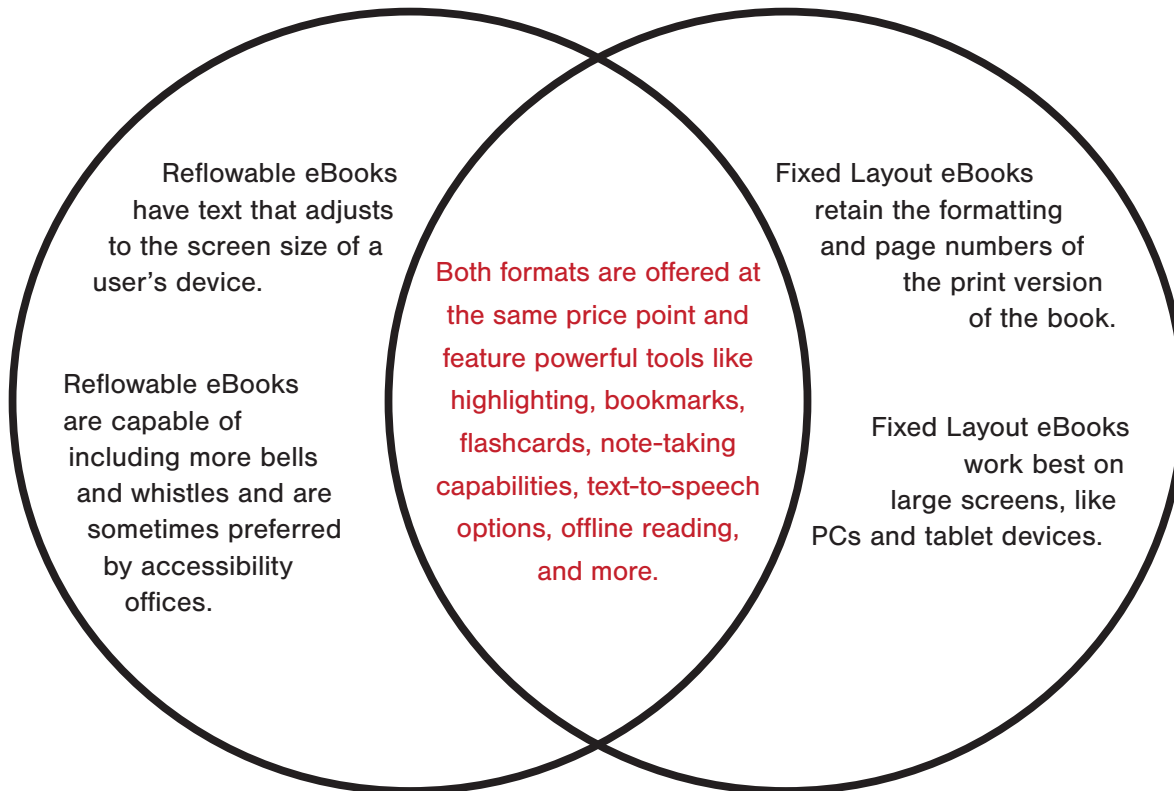 Reflowable eBooks
have text that adjusts
to the screen size of a
user’s device.
Reflowable eBooks
are capable of
including more bells
and whistles and are
sometimes preferred
by accessibility
offices.
Both formats are offered at
the same price point and
feature powerful tools like
highlighting, bookmarks,
flashcards, note-taking
capabilities, text-to-speech
options, offline reading,
and more.
Fixed Layout eBooks
retain the formatting
and page numbers of
the print version
of the book.
Fixed Layout eBooks
work best on
large screens, like
PCs and tablet devices.